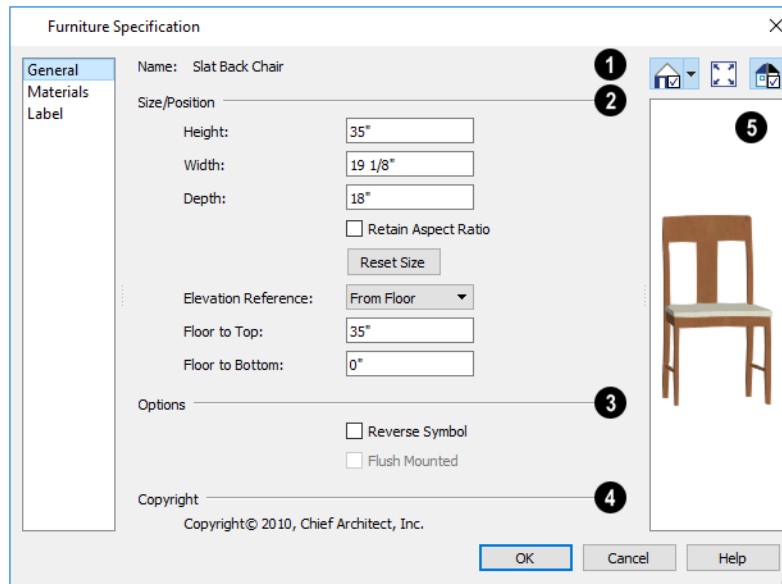 Furniture Specification
General
Materials
Label
Name: Slat Back Chair
1
Size/Position
2
Height: 35"
Width: 19 1/8"
Depth: 18"
Retain Aspect Ratio
Reset Size
Elevation Reference: From Floor
Floor to Top: 35"
Floor to Bottom: 0"
Options
3
Reverse Symbol
Flush Mounted
Copyright
4
Copyright© 2010, Chief Architect, Inc.
5
OK Cancel Help